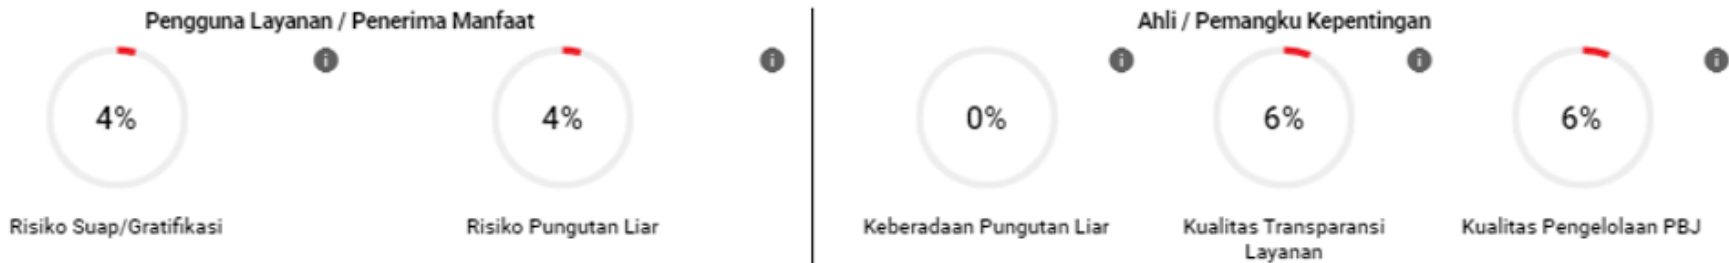 Pengguna Layanan / Penerima Manfaat
4%
Risiko Suap/Gratifikasi
4%
Risiko Pungutan Liar
Ahli / Pemangku Kepentingan
0%
Keberadaan Pungutan Liar
6%
Kualitas Transparansi
Layanan
6%
Kualitas Pengelolaan PBJ